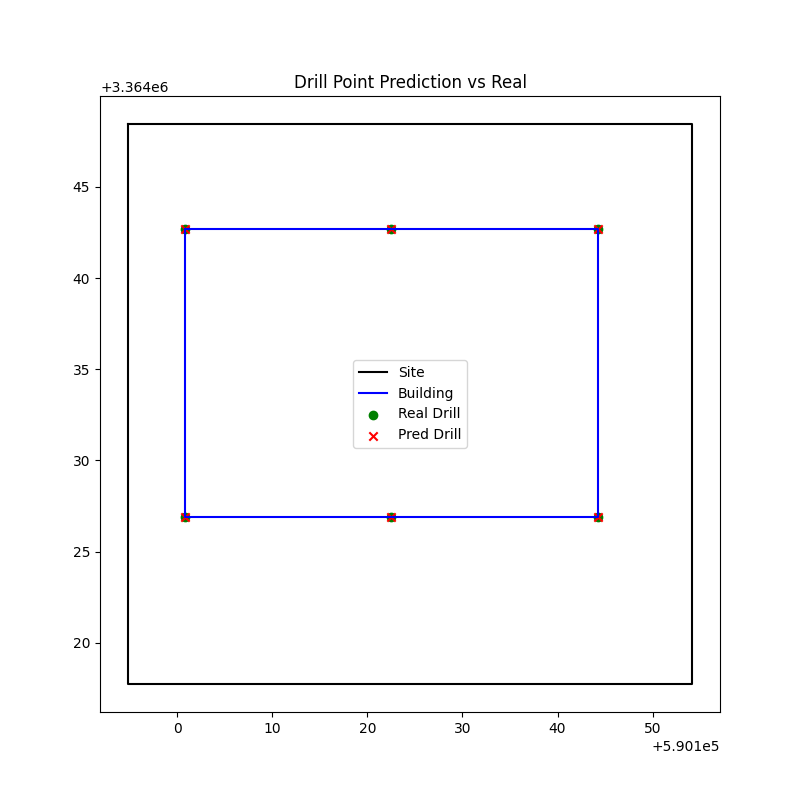 Drill Point Prediction vs Real
+3.364e6
45
40
35
30
25
20
Site
Building
Real Drill
Pred Drill
0 10 20 30 40 50
+5.901e5